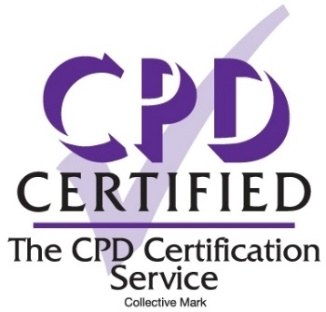 CPD
CERTIFIED
The CPD Certification
Service
Collective Mark